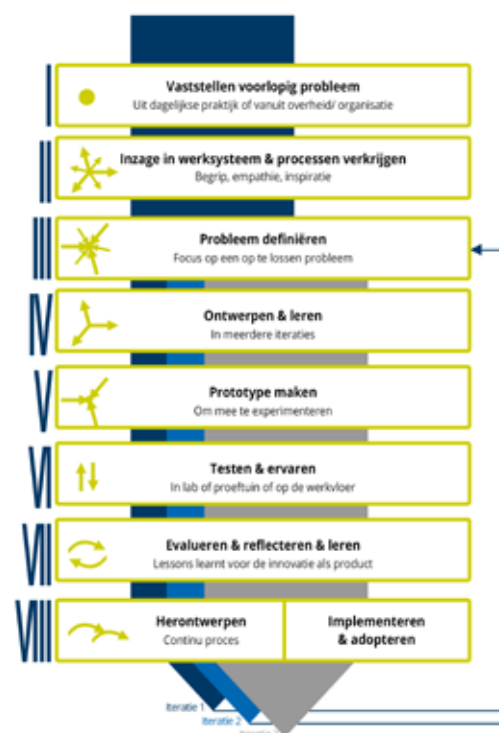 I
Vaststellen voorlopig probleem
Uit dagelijkse praktijk of vanuit overheid/ organisatie
II
Inzage in werksysteem & processen verkrijgen
Begrip, empathie, inspiratie
III
Probleem definiëren
Focus op een op te lossen probleem
IV
Ontwerpen & leren
In meerdere iteraties
V
Prototype maken
Om mee te experimenteren
VI
Testen & ervaren
In lab of proeftuin of op de werkvloer
VII
Evalueren & reflecteren & leren
Lessons learnt voor de innovatie als product
VIII
Herontwerpen
Continu proces
Implementeren
& adopteren
Iteratie 1
Iteratie 2